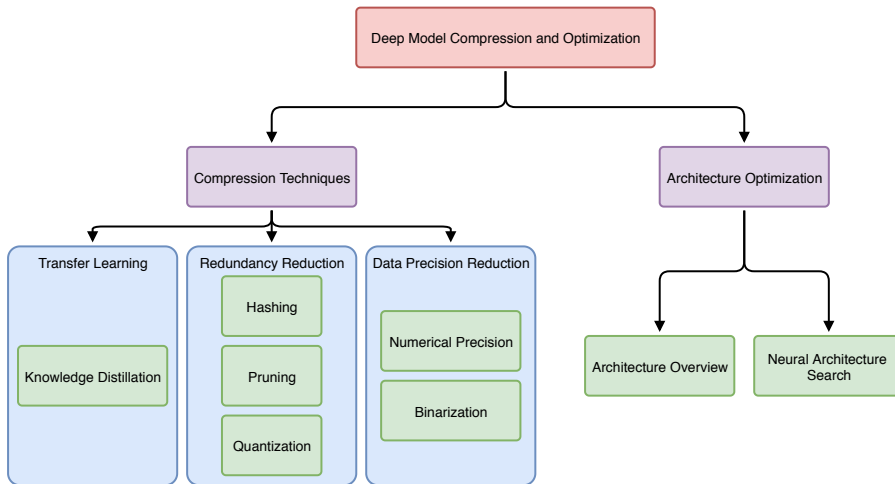 Deep Model Compression and Optimization
Compression Techniques
Architecture Optimization
Transfer Learning
Redundancy Reduction
Data Precision Reduction
Knowledge Distillation
Hashing
Pruning
Quantization
Numerical Precision
Binarization
Architecture Overview
Neural Architecture
Search